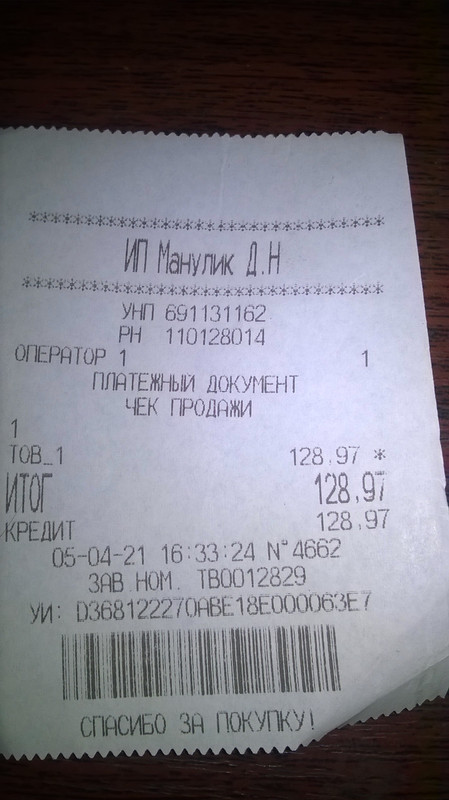 ************************************
ИП Манулик Д.Н
************************************
УНП 691131162
РН 110128014
ОПЕРАТОР 1 1
ПЛАТЕЖНЫЙ ДОКУМЕНТ
ЧЕК ПРОДАЖИ
1
ТОВ_1 128,97 *
ИТОГ 128,97
КРЕДИТ 128,97
05-04-21 16:33:24 N°4662
ЗАВ НОМ. ТВ0012829
УИ: D368122270ABE18E000063E7
СПАСИБО ЗА ПОКУПКУ!